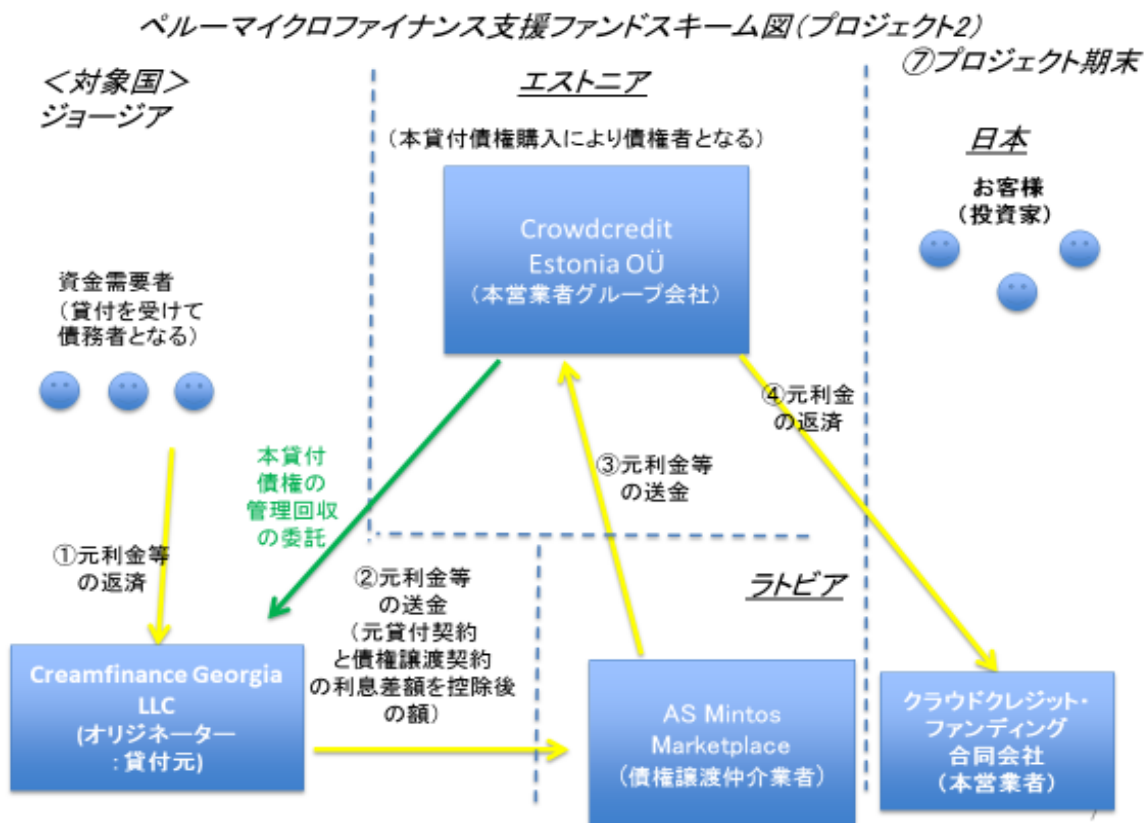 ペルーマイクロファイナンス支援ファンドスキーム図(プロジェクト2)
⑦プロジェクト期末
<対象国>
ジョージア
エストニア
(本貸付債権購入により債権者となる)
日本
お客様
(投資家)
Crowdcredit
Estonia OÜ
(本営業者グループ会社)
資金需要者
(貸付を受けて
債務者となる)
④元利金
の返済
本貸付
債権の
管理回収
の委託
③元利金等
の送金
①元利金等
の返済
②元利金等
の送金
(元貸付契約
と債権譲渡契約
の利息差額を控除後
の額)
ラトビア
Creamfinance Georgia
LLC
(オリジネーター
:貸付元)
AS Mintos
Marketplace
(債権譲渡仲介業者)
クラウドクレジット・
ファンディング
合同会社
(本営業者)